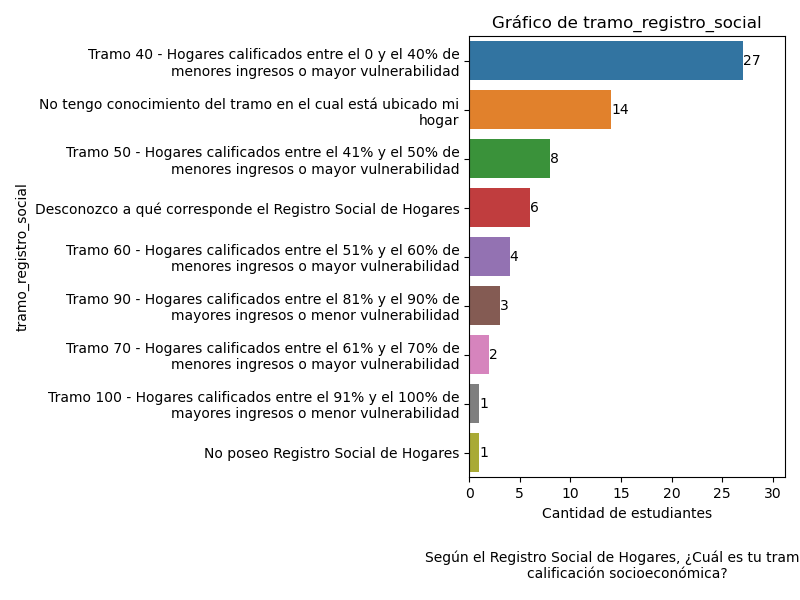 Gráfico de tramo_registro_social
tramo_registro_social
Tramo 40 - Hogares calificados entre el 0 y el 40% de
menores ingresos o mayor vulnerabilidad
27
No tengo conocimiento del tramo en el cual está ubicado mi
hogar
14
Tramo 50 - Hogares calificados entre el 41% y el 50% de
menores ingresos o mayor vulnerabilidad
8
Desconozco a qué corresponde el Registro Social de Hogares
6
Tramo 60 - Hogares calificados entre el 51% y el 60% de
menores ingresos o mayor vulnerabilidad
4
Tramo 90 - Hogares calificados entre el 81% y el 90% de
mayores ingresos o menor vulnerabilidad
3
Tramo 70 - Hogares calificados entre el 61% y el 70% de
menores ingresos o mayor vulnerabilidad
2
Tramo 100 - Hogares calificados entre el 91% y el 100% de
mayores ingresos o menor vulnerabilidad
1
No poseo Registro Social de Hogares
1
0 5 10 15 20 25 30
Cantidad de estudiantes
Según el Registro Social de Hogares, ¿Cuál es tu tram
calificación socioeconómica?